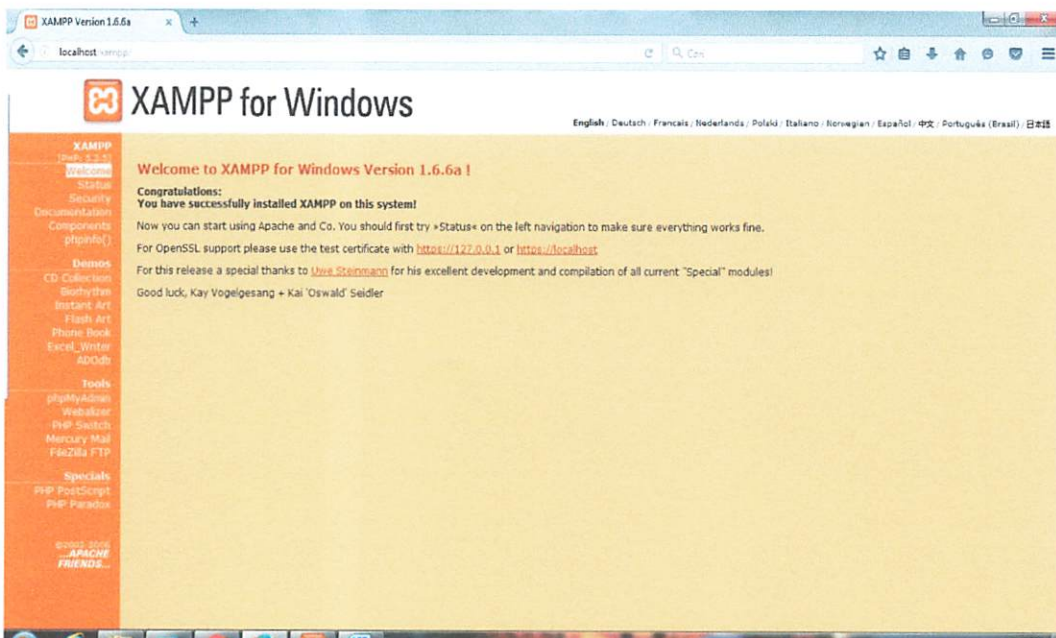 XAMPP Version 1.6.6a
localhost/xampp/
XAMPP for Windows
English / Deutsch / Francais / Nederlands / Polski / Italiano / Norwegian / Español / 中文 / Português (Brasil) / 日本語
XAMPP
[PHP: 5.2.5]
Welcome
Status
Security
Documentation
Components
phpinfo()
Demos
CD Collection
Biorhythm
Instant Art
Flash Art
Phone Book
Excel_Writer
ADOdb
Tools
phpMyAdmin
Webalizer
PHP Switch
Mercury Mail
FileZilla FTP
Specials
PHP PostScript
PHP Paradox
...APACHE
FRIENDS...
Welcome to XAMPP for Windows Version 1.6.6a !
Congratulations:
You have successfully installed XAMPP on this system!
Now you can start using Apache and Co. You should first try »Status« on the left navigation to make sure everything works fine.
For OpenSSL support please use the test certificate with https://127.0.0.1 or https://localhost
For this release a special thanks to Uwe Steinmann for his excellent development and compilation of all current "Special" modules!
Good luck, Kay Vogelgesang + Kai 'Oswald' Seidler